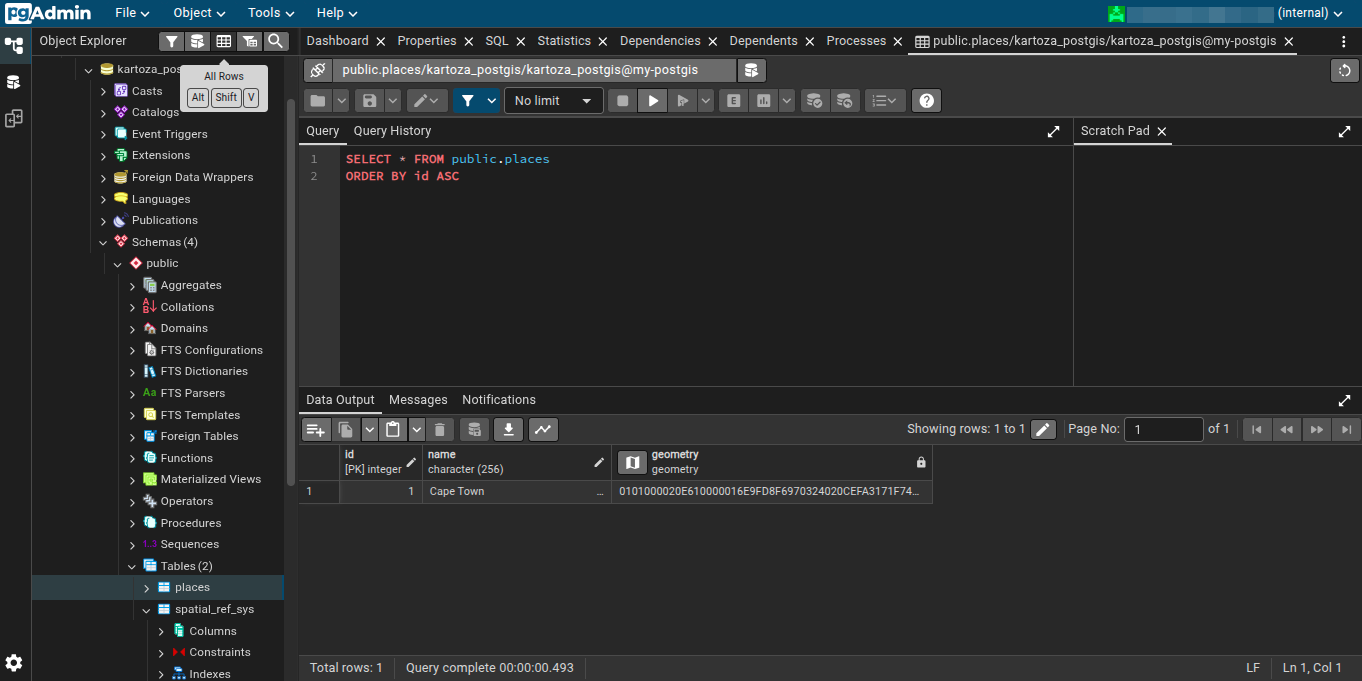 pgAdmin File Object Tools Help (internal)
Object Explorer
Dashboard Properties SQL Statistics Dependencies Dependents Processes public.places/kartoza_postgis/kartoza_postgis@my-postgis
All Rows
Alt Shift V
kartoza_pos
Casts
Catalogs
Event Triggers
Extensions
Foreign Data Wrappers
Languages
Publications
Schemas (4)
public
Aggregates
Collations
Domains
FTS Configurations
FTS Dictionaries
Aa FTS Parsers
FTS Templates
Foreign Tables
Functions
Materialized Views
Operators
Procedures
1..3 Sequences
Tables (2)
places
spatial_ref_sys
Columns
Constraints
Indexes
public.places/kartoza_postgis/kartoza_postgis@my-postgis
No limit E
Query Query History
Scratch Pad
1 SELECT * FROM public.places
2 ORDER BY id ASC
Data Output Messages Notifications
Showing rows: 1 to 1 Page No: 1 of 1
id
[PK] integer
name
character (256)
geometry
geometry
1 1 Cape Town ... 0101000020E610000016E9FD8F6970324020CEFA3171F74...
Total rows: 1 Query complete 00:00:00.493 LF Ln 1, Col 1